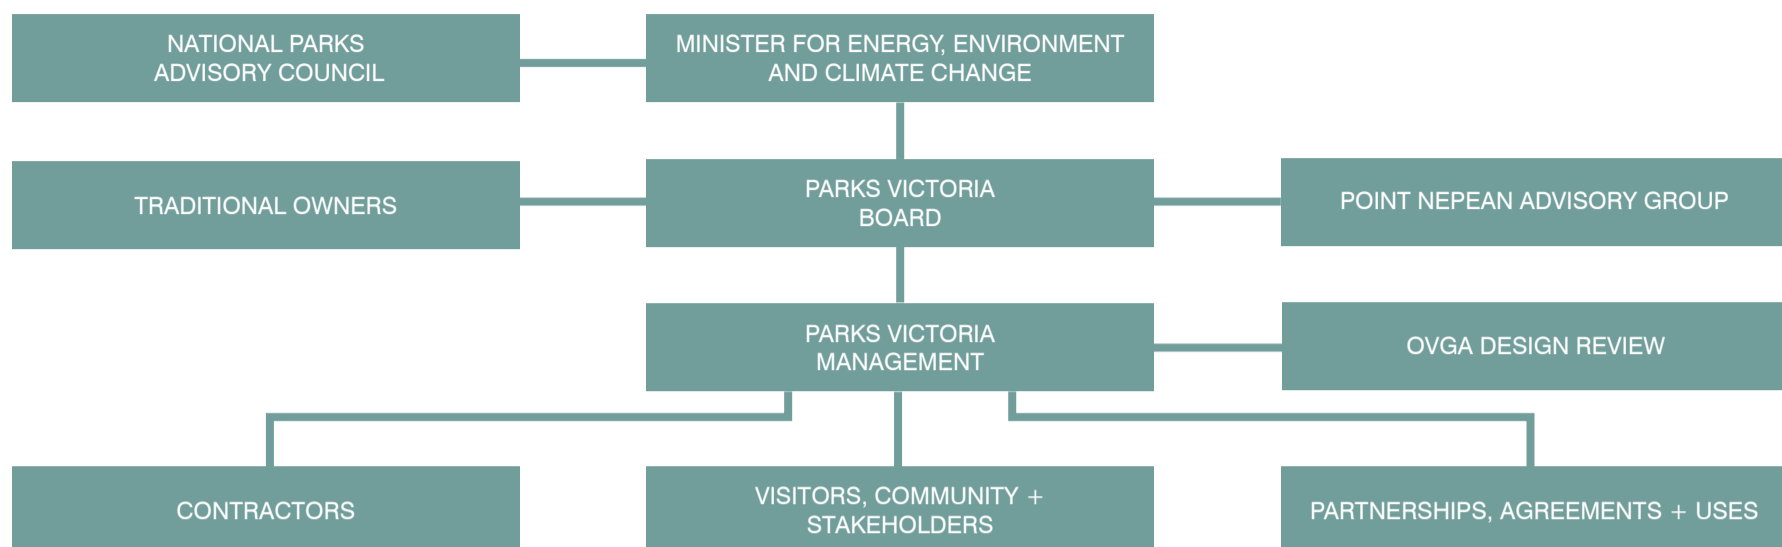 NATIONAL PARKS
ADVISORY COUNCIL
MINISTER FOR ENERGY, ENVIRONMENT
AND CLIMATE CHANGE
TRADITIONAL OWNERS
PARKS VICTORIA
BOARD
POINT NEPEAN ADVISORY GROUP
PARKS VICTORIA
MANAGEMENT
OVGA DESIGN REVIEW
CONTRACTORS
VISITORS, COMMUNITY +
STAKEHOLDERS
PARTNERSHIPS, AGREEMENTS + USES